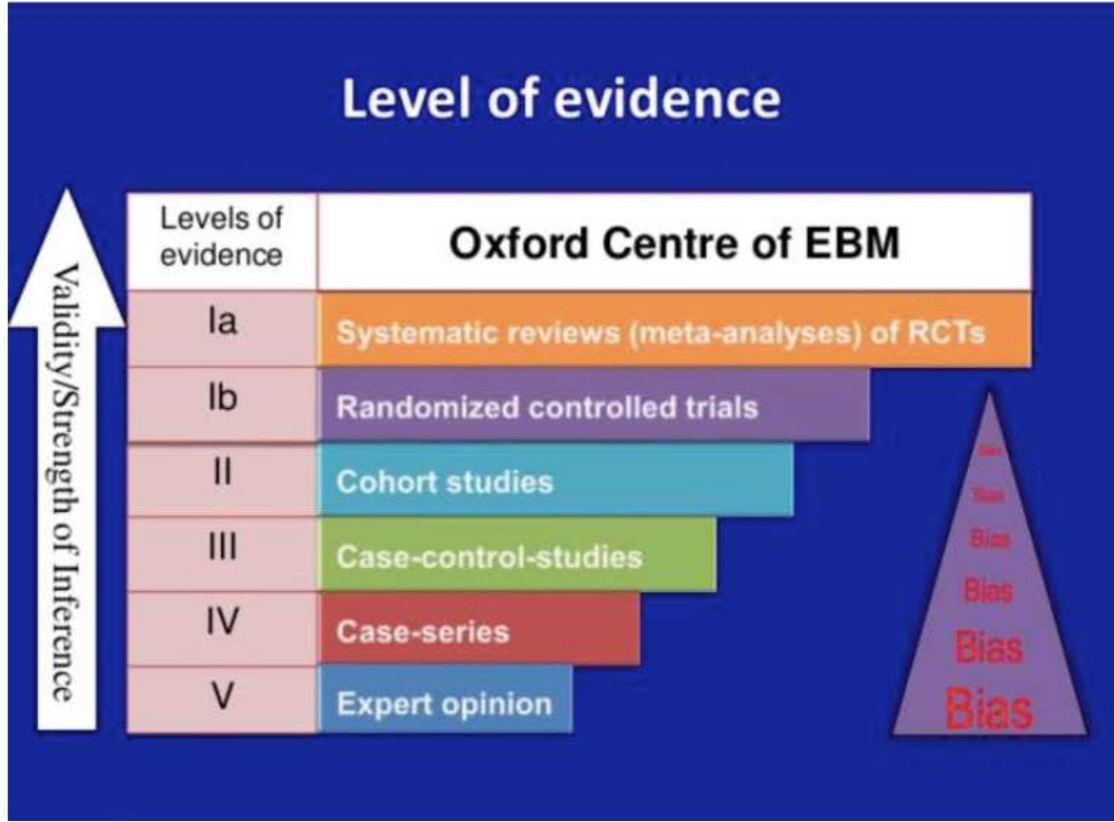 Level of evidence
Validity/Strength of Inference
Levels of
evidence
Oxford Centre of EBM
Ia
Systematic reviews (meta-analyses) of RCTs
Ib
Randomized controlled trials
II
Cohort studies
III
Case-control-studies
IV
Case-series
V
Expert opinion
Bias
Bias
Bias
Bias
Bias
Bias